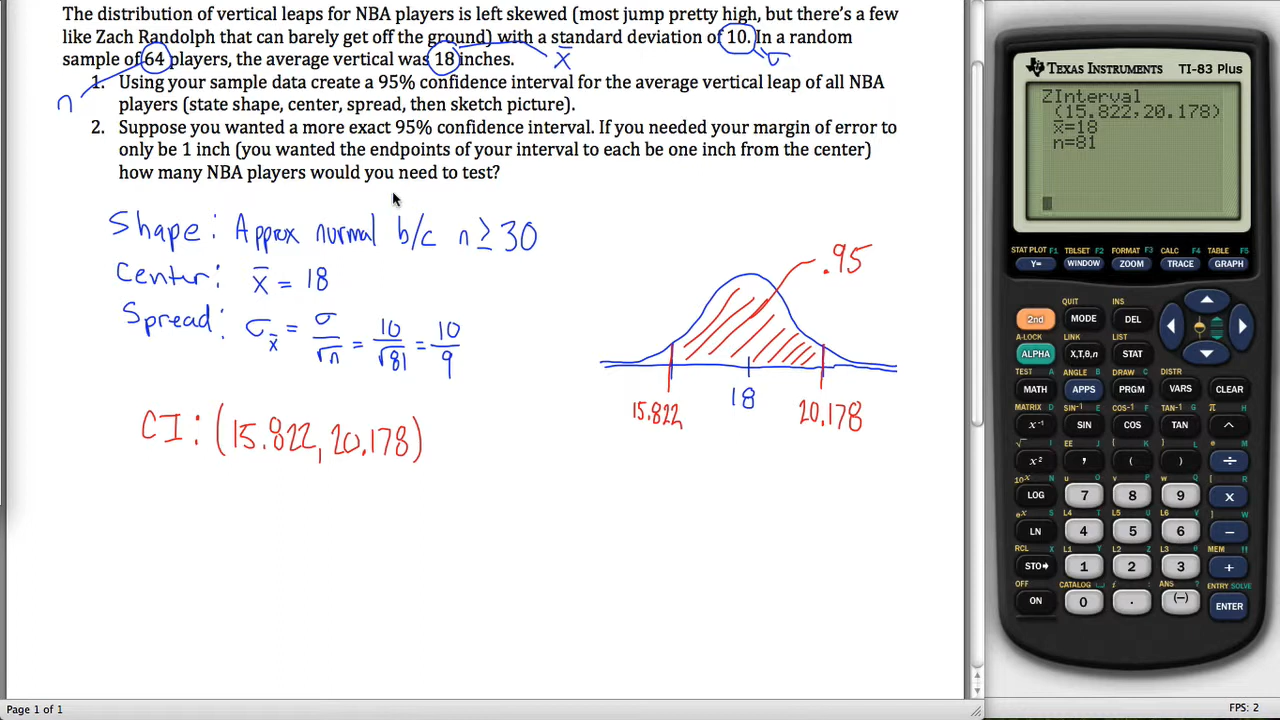 The distribution of vertical leaps for NBA players is left skewed (most jump pretty high, but there's a few
like Zach Randolph that can barely get off the ground) with a standard deviation of 10. In a random
sample of 64 players, the average vertical was 18 inches.
x̄
σ
n
1. Using your sample data create a 95% confidence interval for the average vertical leap of all NBA
players (state shape, center, spread, then sketch picture).
2. Suppose you wanted a more exact 95% confidence interval. If you needed your margin of error to
only be 1 inch (you wanted the endpoints of your interval to each be one inch from the center)
how many NBA players would you need to test?
Shape: Approx normal b/c n ≥ 30
Center: x̄ = 18
Spread: σx̄ = σ/√n = 10/√81 = 10/9
.95
15.822 18 20.178
CI: (15.822, 20.178)
Page 1 of 1
TEXAS INSTRUMENTS TI-83 Plus
ZInterval
(15.822,20.178)
x̄=18
n=81
STAT PLOT F1 TBLSET F2 FORMAT F3 CALC F4 TABLE F5
Y= WINDOW ZOOM TRACE GRAPH
QUIT INS
2nd MODE DEL
A-LOCK LINK LIST
ALPHA X,T,θ,n STAT
TEST A ANGLE B DRAW C DISTR
MATH APPS PRGM VARS CLEAR
MATRIX D SIN⁻¹ E COS⁻¹ F TAN⁻¹ G π H
x⁻¹ SIN COS TAN ^
√ I EE J { K } L e M
x² , ( ) ÷
10ˣ N u O v P w Q [ R
LOG 7 8 9 x
eˣ S L4 T L5 U L6 V ] W
LN 4 5 6 −
RCL X L1 Y L2 Z L3 θ MEM "
STO➡ 1 2 3 +
OFF CATALOG ␣ i : ANS ? ENTRY SOLVE
ON 0 . (−) ENTER
FPS: 2